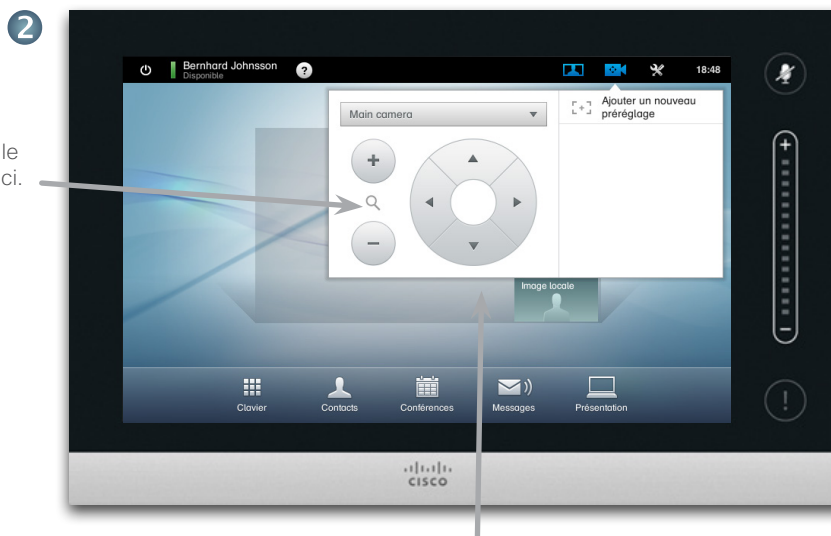 2
Bernhard Johnsson
Disponible
?
18:48
Main camera
Ajouter un nouveau
préréglage
le
ci.
Image locale
Clavier
Contacts
Conférences
Messages
Présentation
CISCO